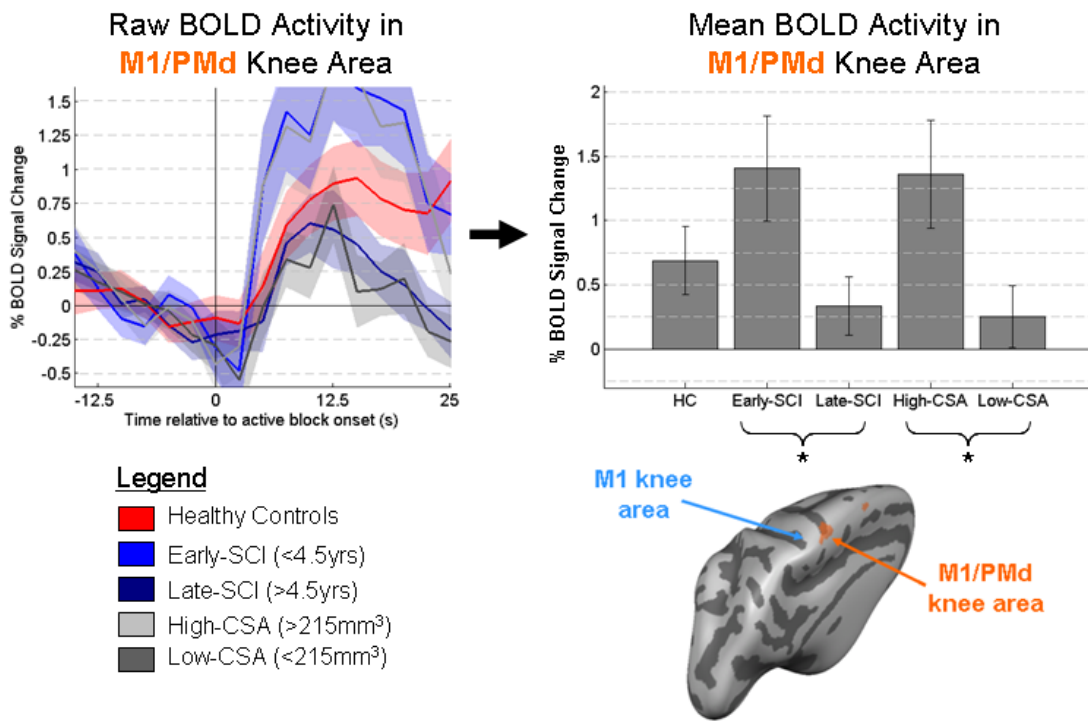 Raw BOLD Activity in
M1/PMd Knee Area
% BOLD Signal Change
1.5
1.25
1
0.75
0.5
0.25
0
-0.25
-0.5
-12.5
0
12.5
25
Time relative to active block onset (s)
Mean BOLD Activity in
M1/PMd Knee Area
% BOLD Signal Change
2
1.5
1
0.5
0
HC
Early-SCI
Late-SCI
High-CSA
Low-CSA
*
*
Legend
Healthy Controls
Early-SCI (<4.5yrs)
Late-SCI (>4.5yrs)
High-CSA (>215mm³)
Low-CSA (<215mm³)
M1 knee
area
M1/PMd
knee area